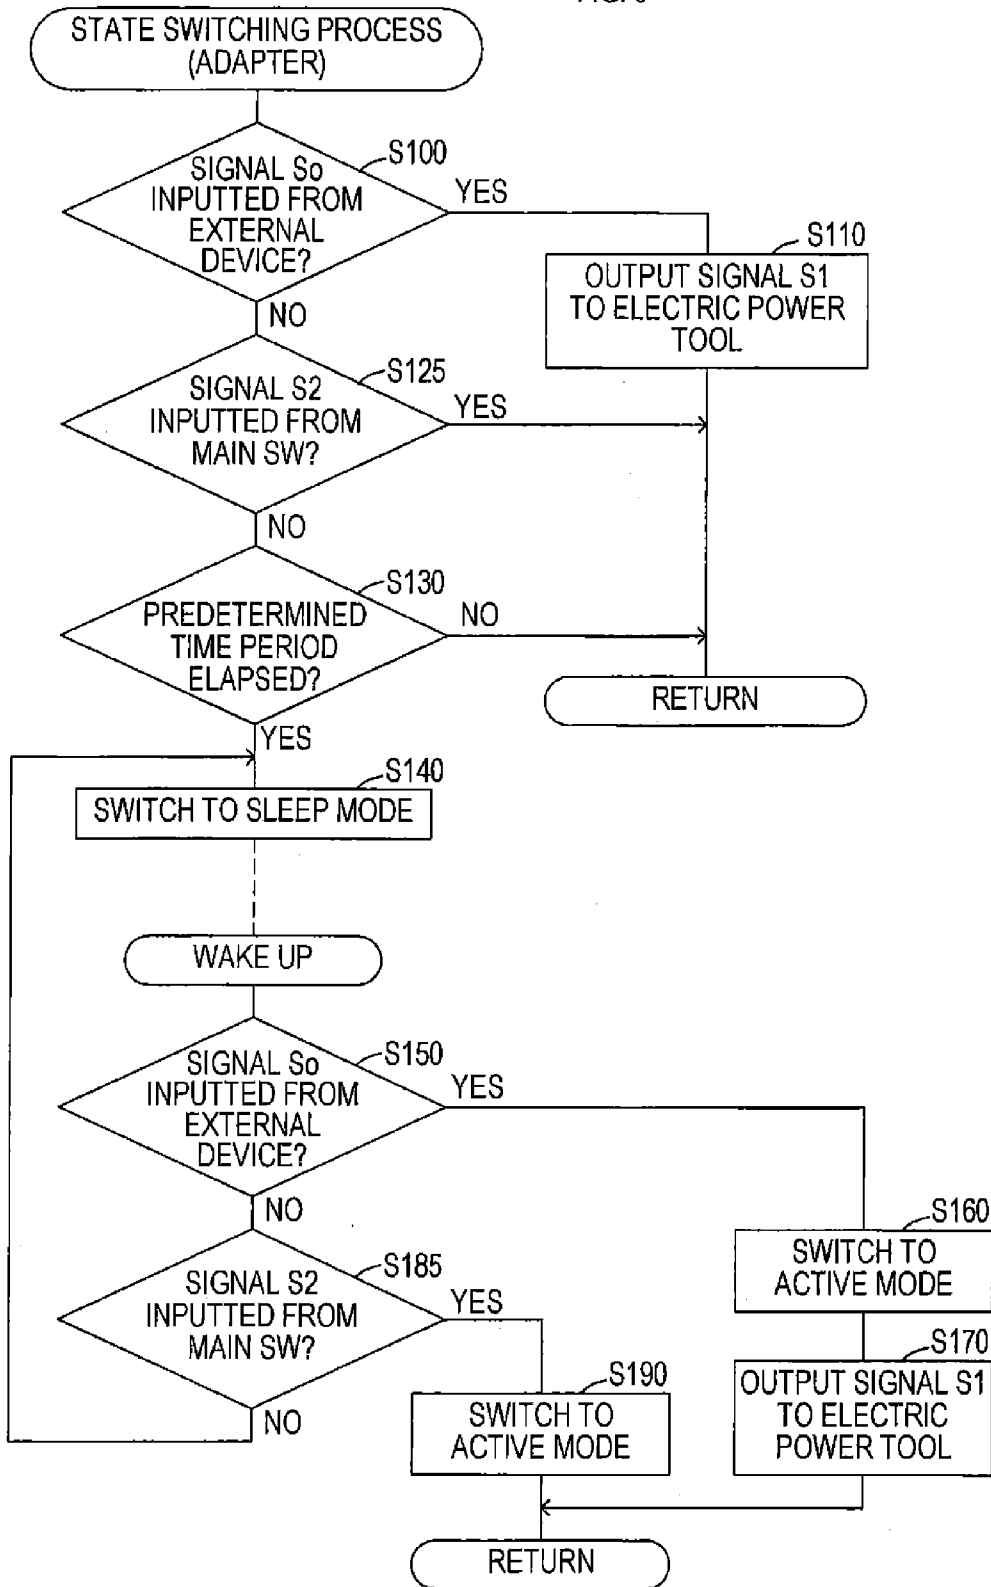 STATE SWITCHING PROCESS
(ADAPTER)
S100
SIGNAL So
INPUTTED FROM
EXTERNAL
DEVICE?
YES
NO
S110
OUTPUT SIGNAL S1
TO ELECTRIC POWER
TOOL
S125
SIGNAL S2
INPUTTED FROM
MAIN SW?
YES
NO
S130
PREDETERMINED
TIME PERIOD
ELAPSED?
NO
YES
RETURN
S140
SWITCH TO SLEEP MODE
WAKE UP
S150
SIGNAL So
INPUTTED FROM
EXTERNAL
DEVICE?
YES
NO
S160
SWITCH TO
ACTIVE MODE
S185
SIGNAL S2
INPUTTED FROM
MAIN SW?
YES
NO
S170
OUTPUT SIGNAL S1
TO ELECTRIC
POWER TOOL
S190
SWITCH TO
ACTIVE MODE
RETURN